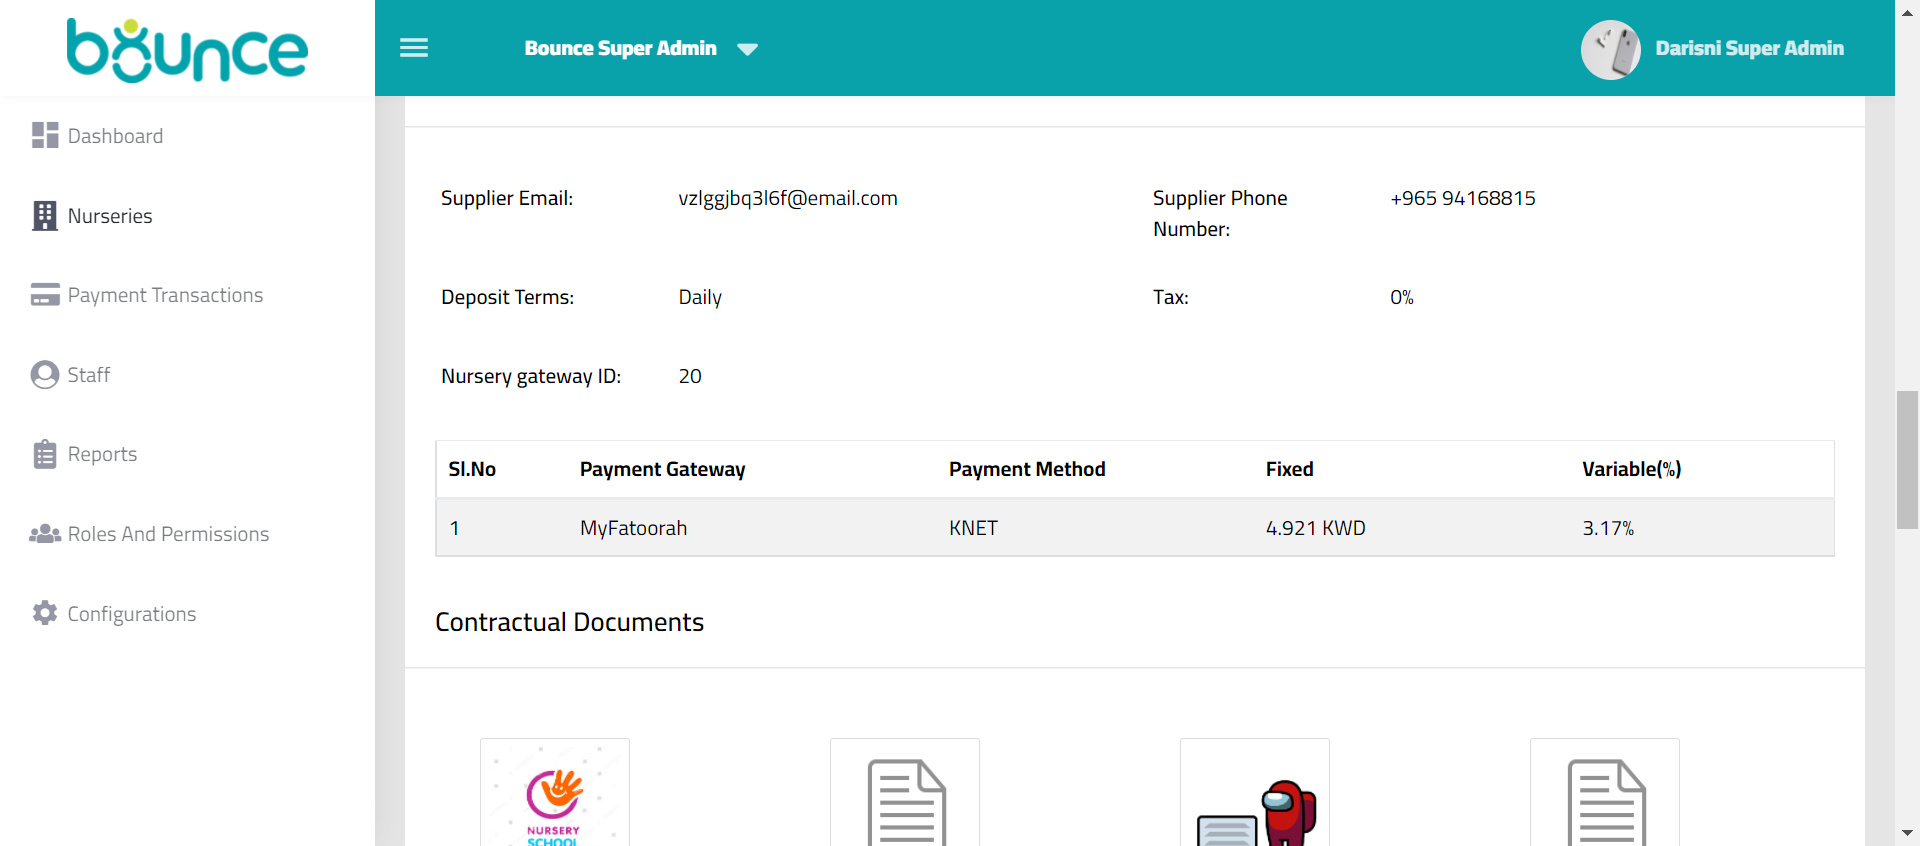 bounce
Bounce Super Admin
Darisni Super Admin
Dashboard
Nurseries
Payment Transactions
Staff
Reports
Roles And Permissions
Configurations
Supplier Email: vzlggjbq3l6f@email.com
Supplier Phone Number: +965 94168815
Deposit Terms: Daily
Tax: 0%
Nursery gateway ID: 20
Sl.No Payment Gateway Payment Method Fixed Variable(%)
1 MyFatoorah KNET 4.921 KWD 3.17%
Contractual Documents
NURSERY
SCHOOL